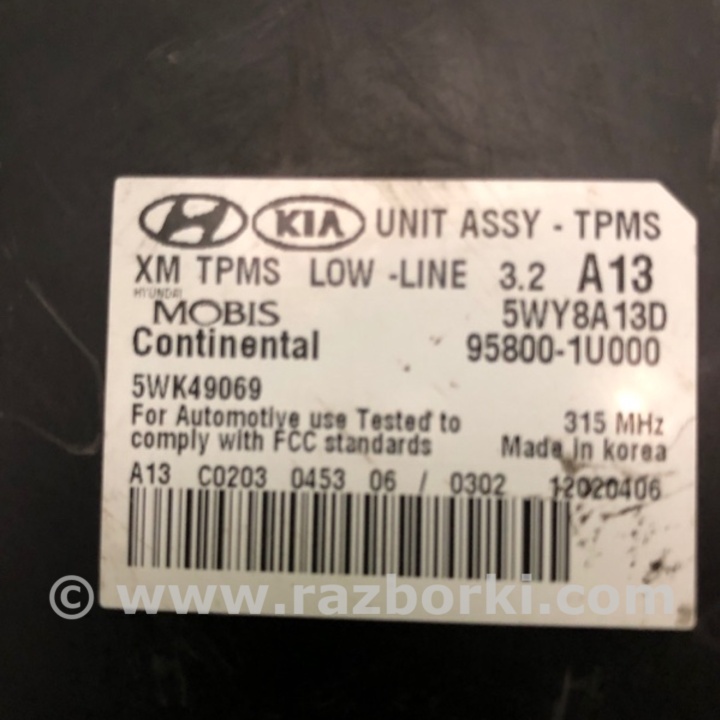 KIA UNIT ASSY - TPMS
XM TPMS LOW -LINE 3.2 A13
HYUNDAI
MOBIS 5WY8A13D
Continental 95800-1U000
5WK49069
For Automotive use Tested to 315 MHz
comply with FCC standards Made in korea
A13 C0203 0453 06 / 0302 12020406
© www.razborki.com